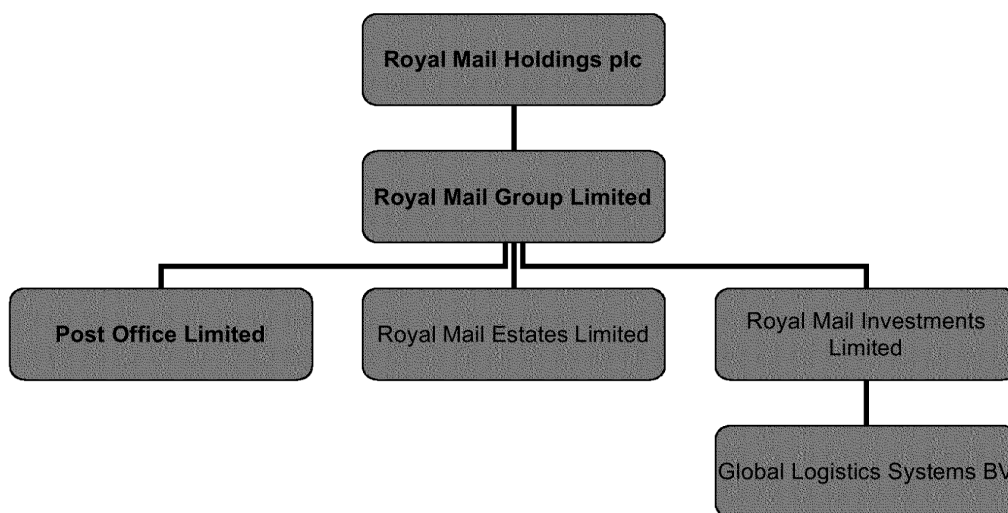 Royal Mail Holdings plc
Royal Mail Group Limited
Post Office Limited
Royal Mail Estates Limited
Royal Mail Investments
Limited
Global Logistics Systems BV